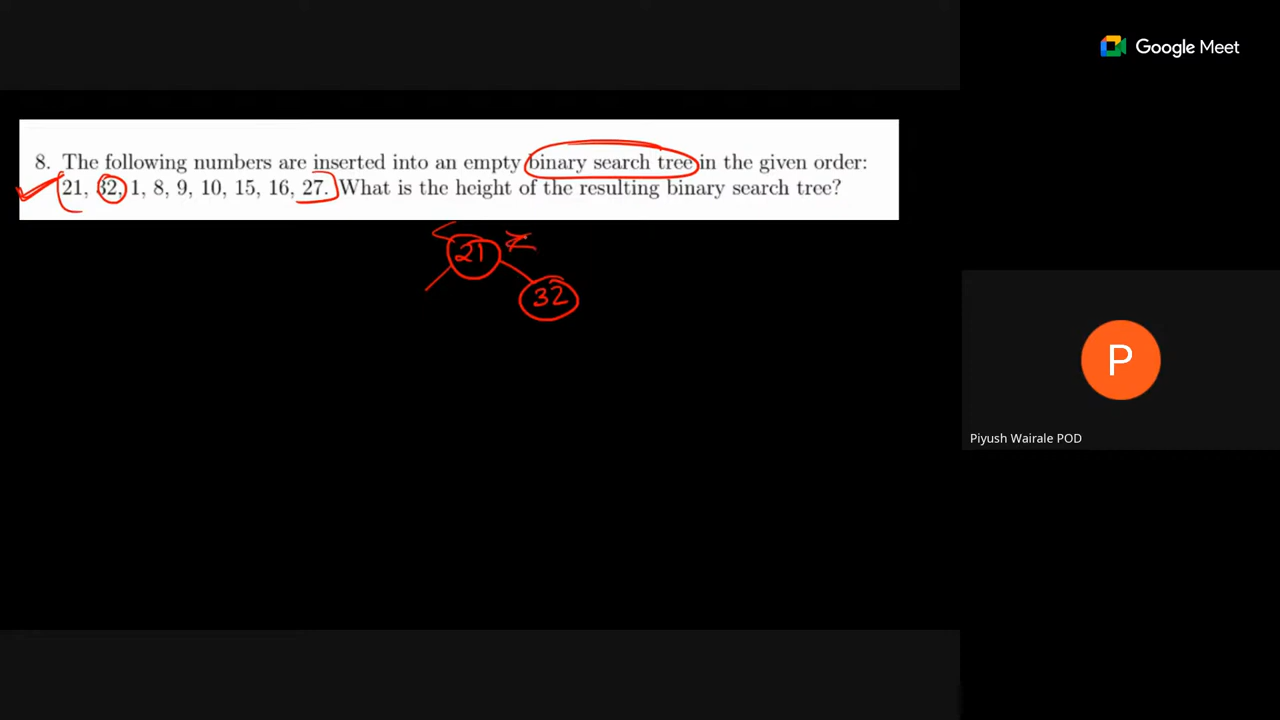 Google Meet
8. The following numbers are inserted into an empty binary search tree in the given order:
21, 32, 1, 8, 9, 10, 15, 16, 27. What is the height of the resulting binary search tree?
21
32
P
Piyush Wairale POD